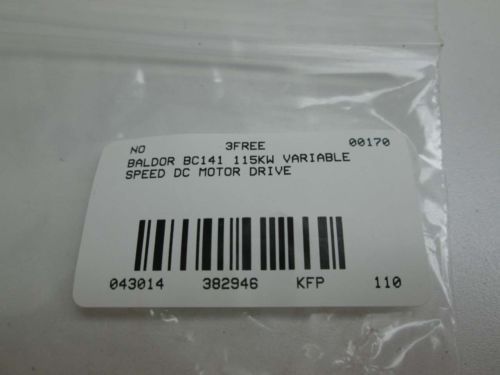 NO 3FREE 00170
BALDOR BC141 115KW VARIABLE
SPEED DC MOTOR DRIVE
043014 382946 KFP 110